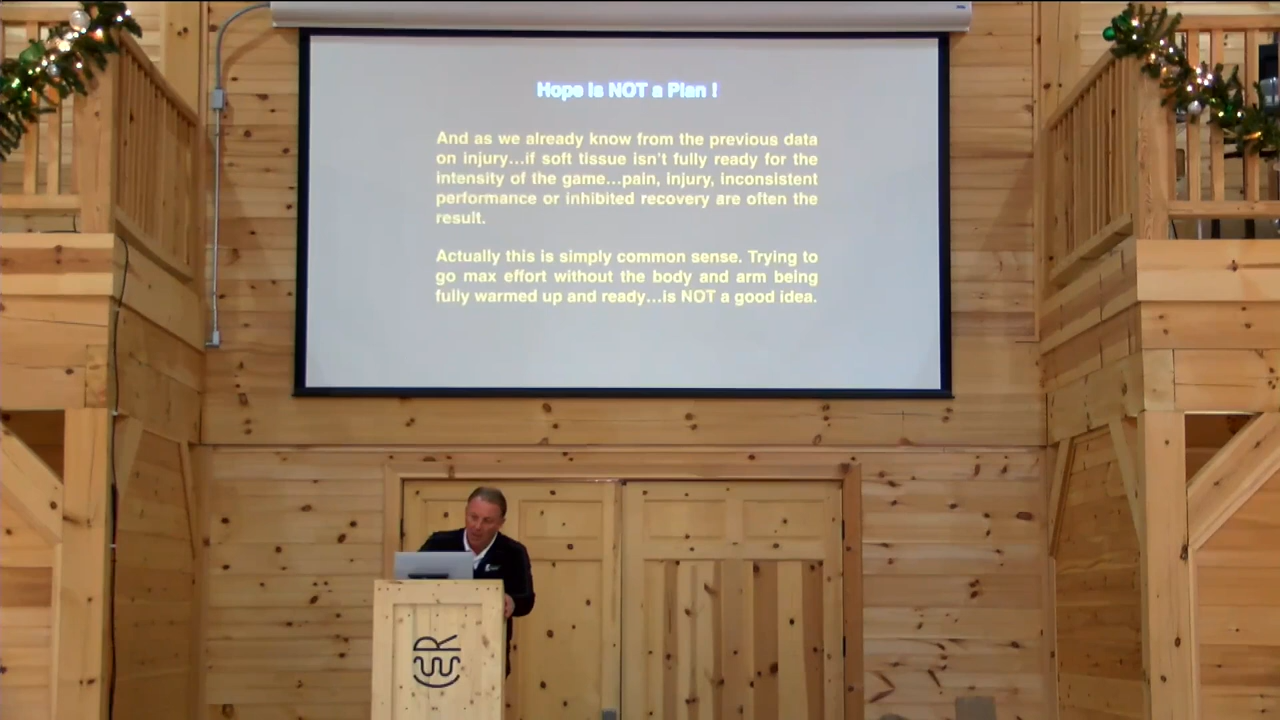 Hope is NOT a Plan !
And as we already know from the previous data
on injury...if soft tissue isn't fully ready for the
intensity of the game...pain, injury, inconsistent
performance or inhibited recovery are often the
result.
Actually this is simply common sense. Trying to
go max effort without the body and arm being
fully warmed up and ready...is NOT a good idea.